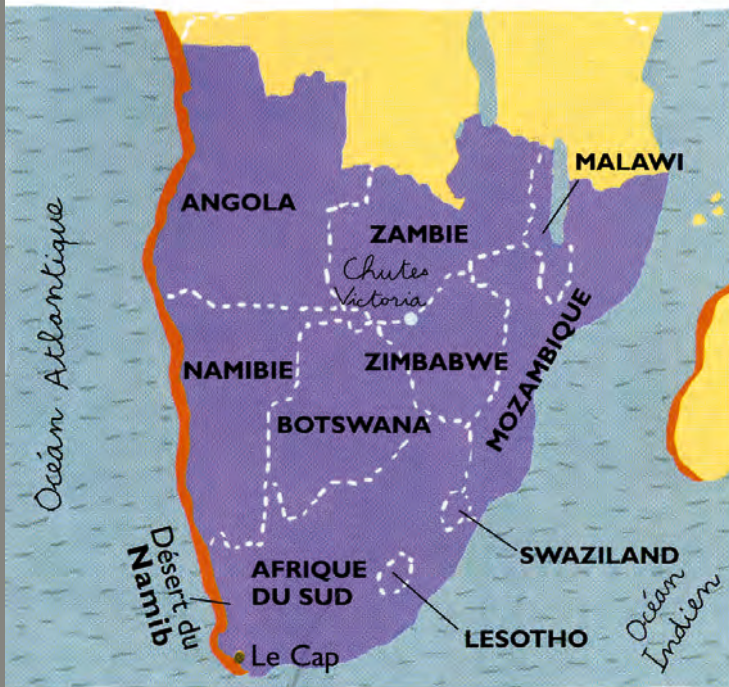 MALAWI
ANGOLA
ZAMBIE
Chutes
Victoria
Océan Atlantique
NAMIBIE
ZIMBABWE
MOZAMBIQUE
BOTSWANA
Désert du
Namib
AFRIQUE
DU SUD
SWAZILAND
LESOTHO
Océan
Indien
Le Cap